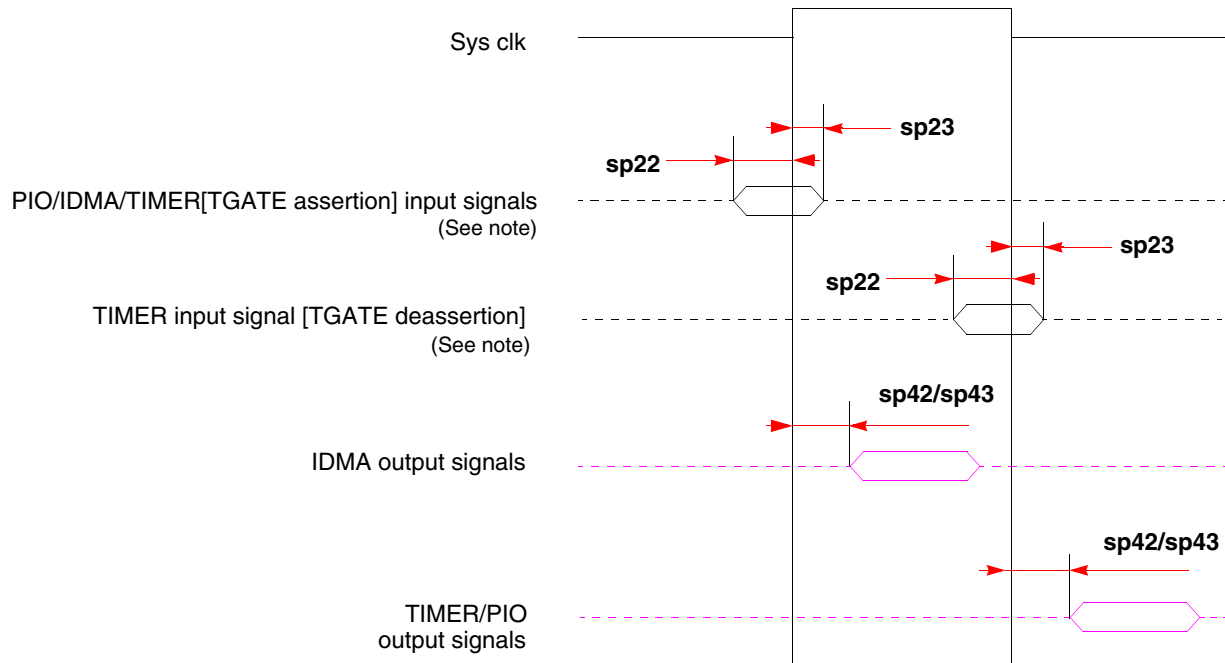 Sys clk
sp23
sp22
PIO/IDMA/TIMER[TGATE assertion] input signals
(See note)
sp23
sp22
TIMER input signal [TGATE deassertion]
(See note)
sp42/sp43
IDMA output signals
sp42/sp43
TIMER/PIO
output signals